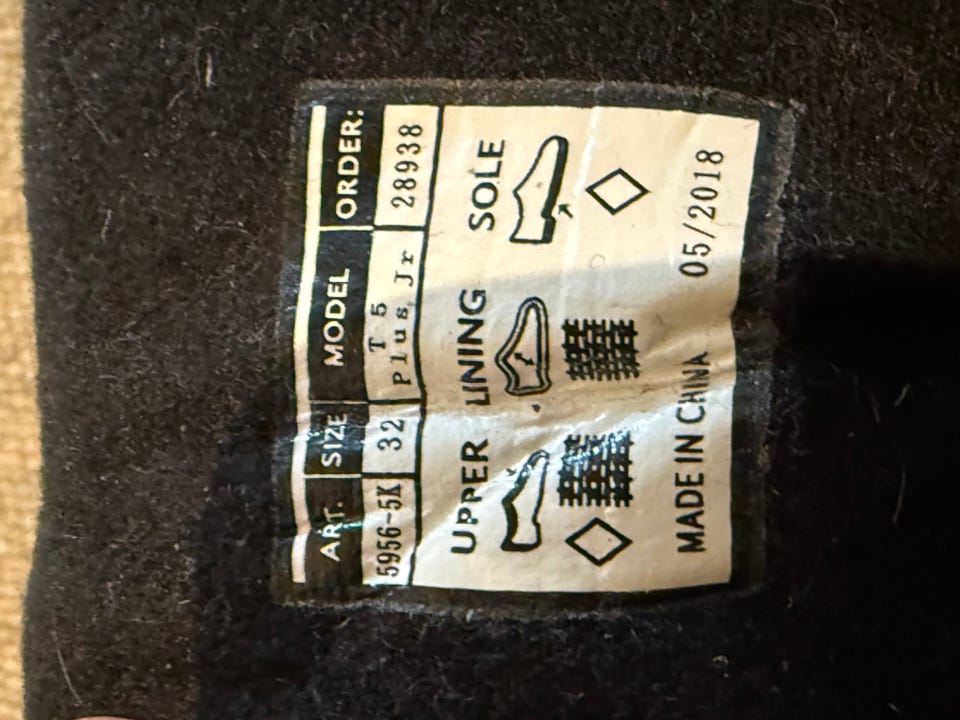 ART. SIZE MODEL ORDER:
5956-5K 32 T 5 Plus Jr 28938
UPPER LINING SOLE
MADE IN CHINA 05/2018